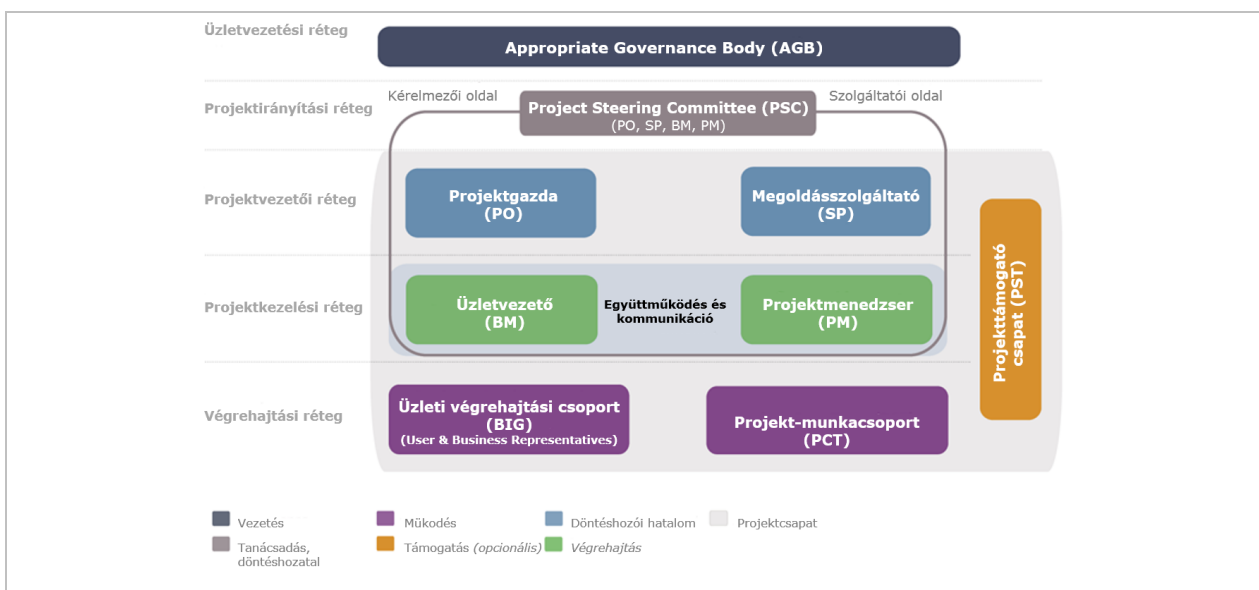 Üzletvezetési réteg
Appropriate Governance Body (AGB)
Projektirányítási réteg
Kérelmezői oldal
Project Steering Committee (PSC)
(PO, SP, BM, PM)
Szolgáltatói oldal
Projektvezetői réteg
Projektgazda
(PO)
Megoldásszolgáltató
(SP)
Projektkezelési réteg
Üzletvezető
(BM)
Együttműködés és
kommunikáció
Projektmenedzser
(PM)
Projekttámogató
csapat (PST)
Végrehajtási réteg
Üzleti végrehajtási csoport
(BIG)
(User & Business Representatives)
Projekt-munkacsoport
(PCT)
Vezetés
Működés
Döntéshozói hatalom
Projektcsapat
Tanácsadás,
döntéshozatal
Támogatás (opcionális)
Végrehajtás